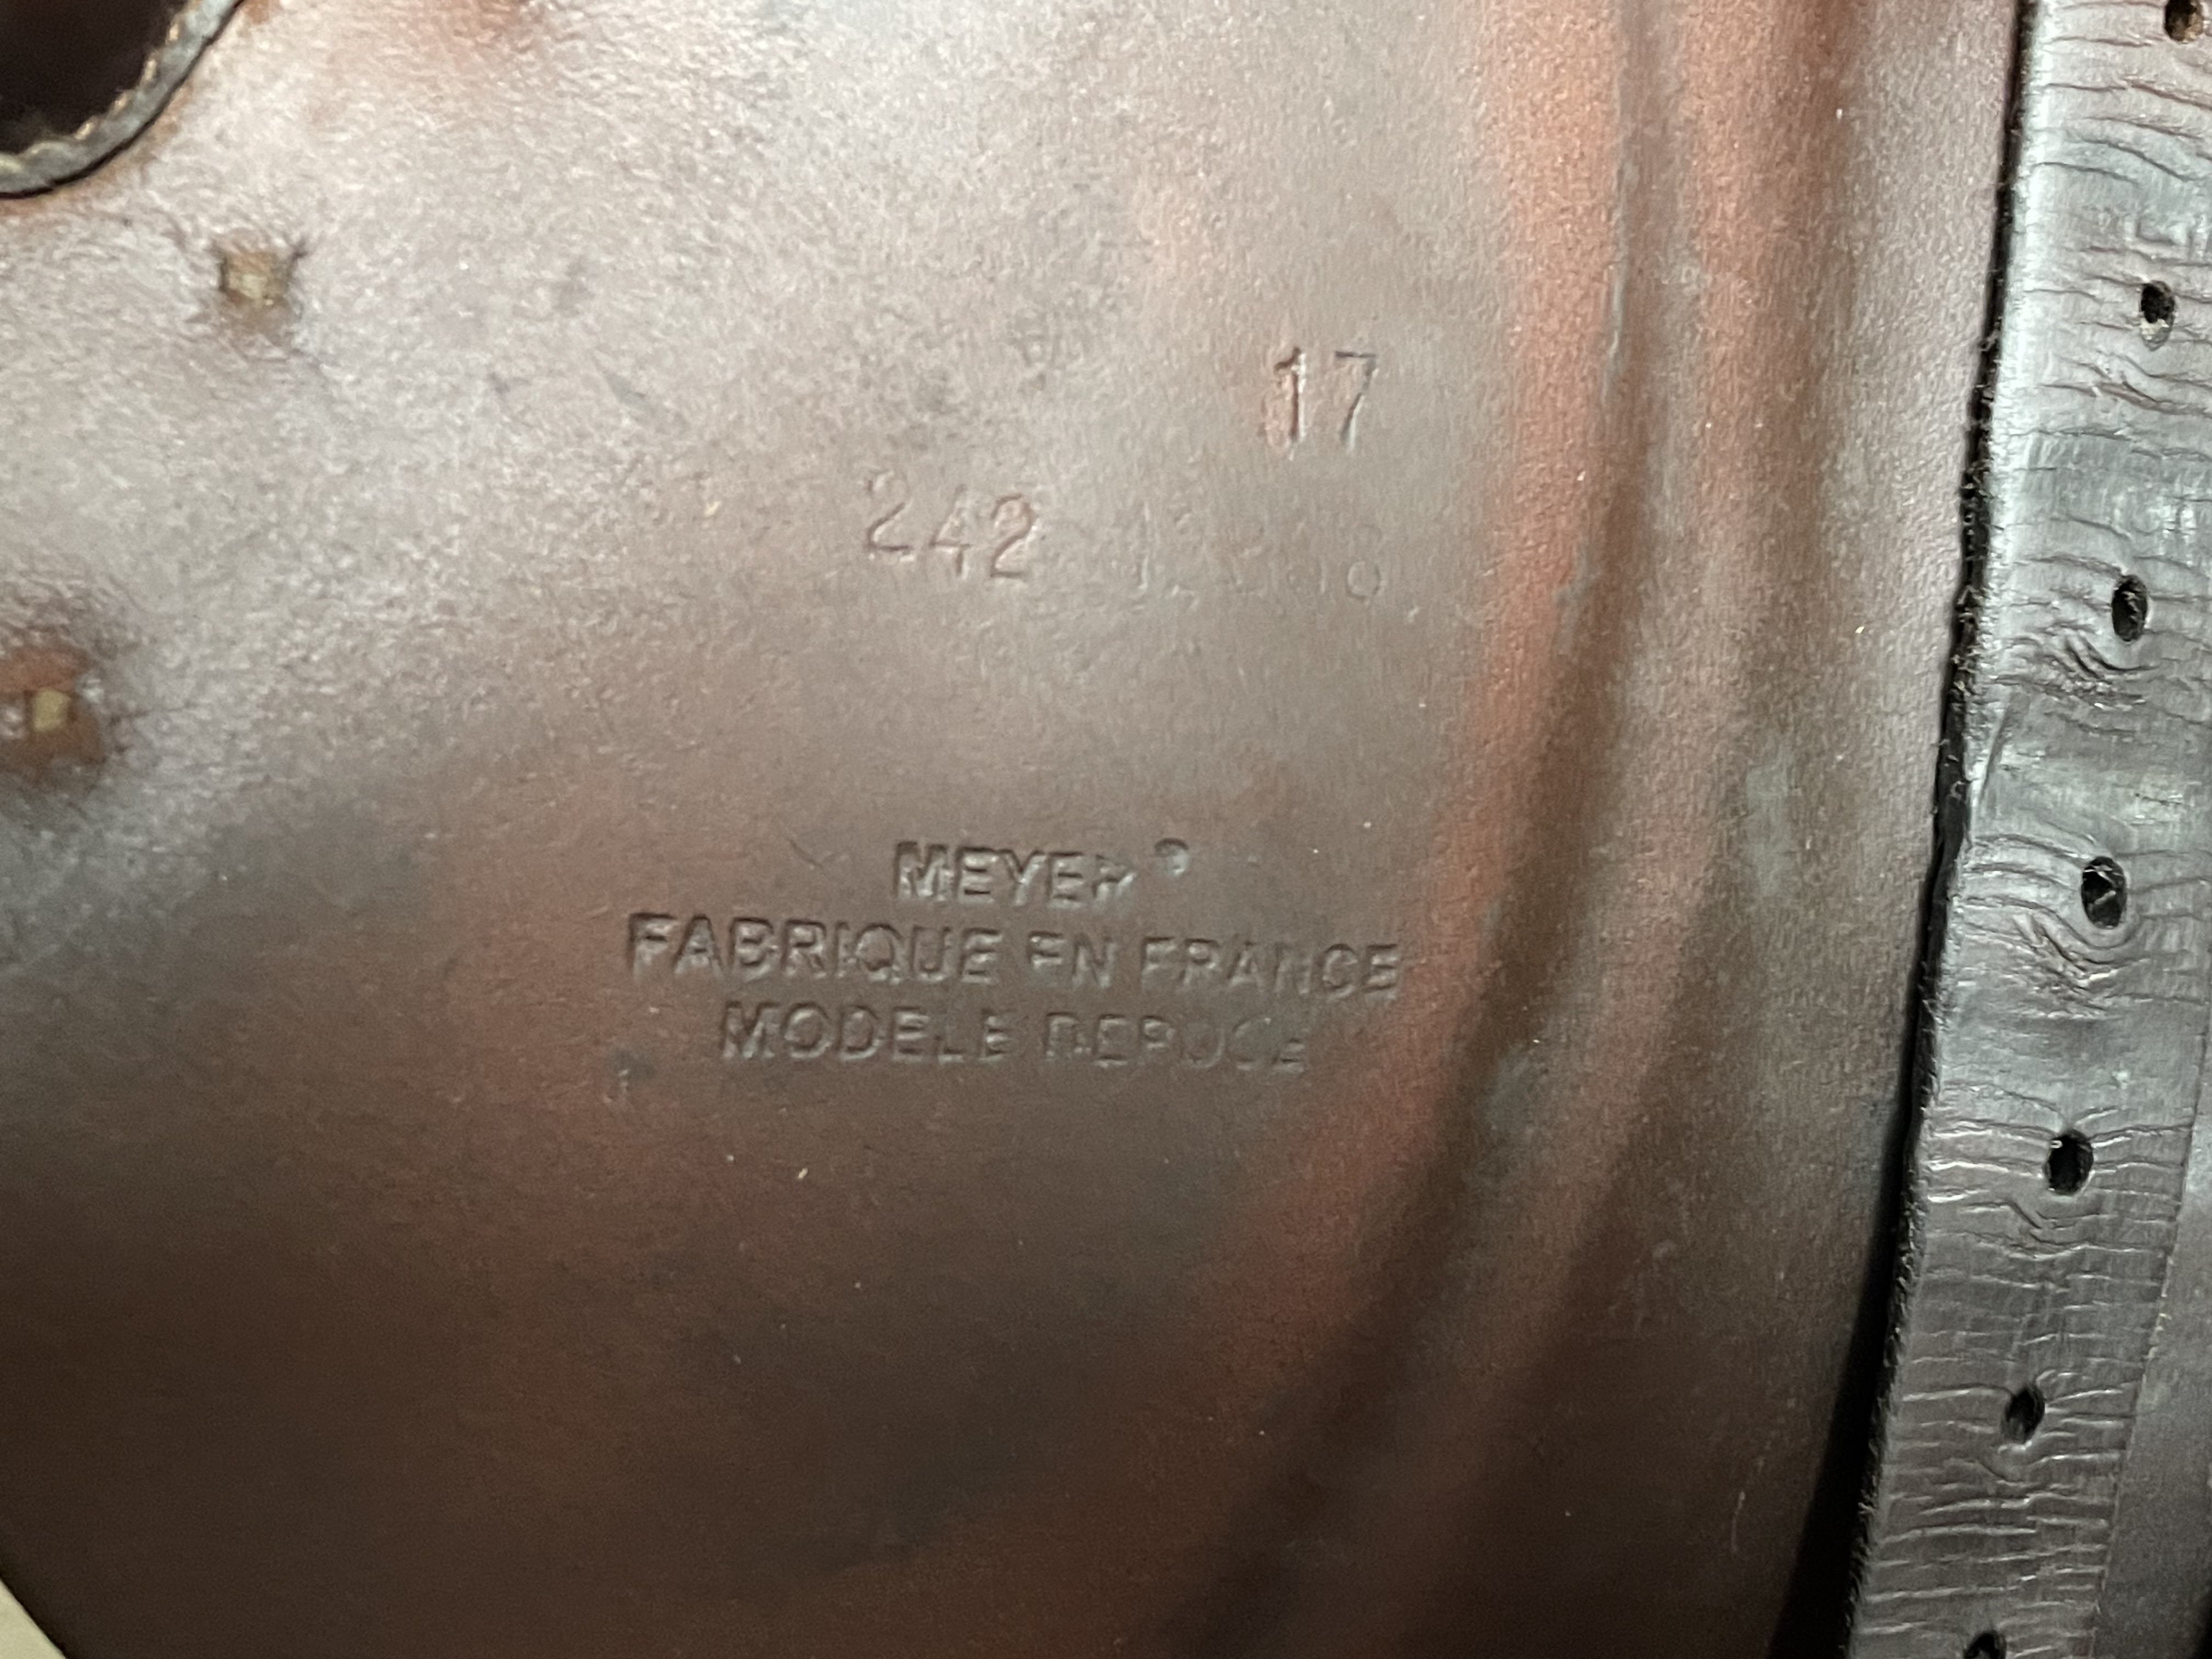 17
242
MEYER ®
FABRIQUE EN FRANCE
MODELE DEPOSE